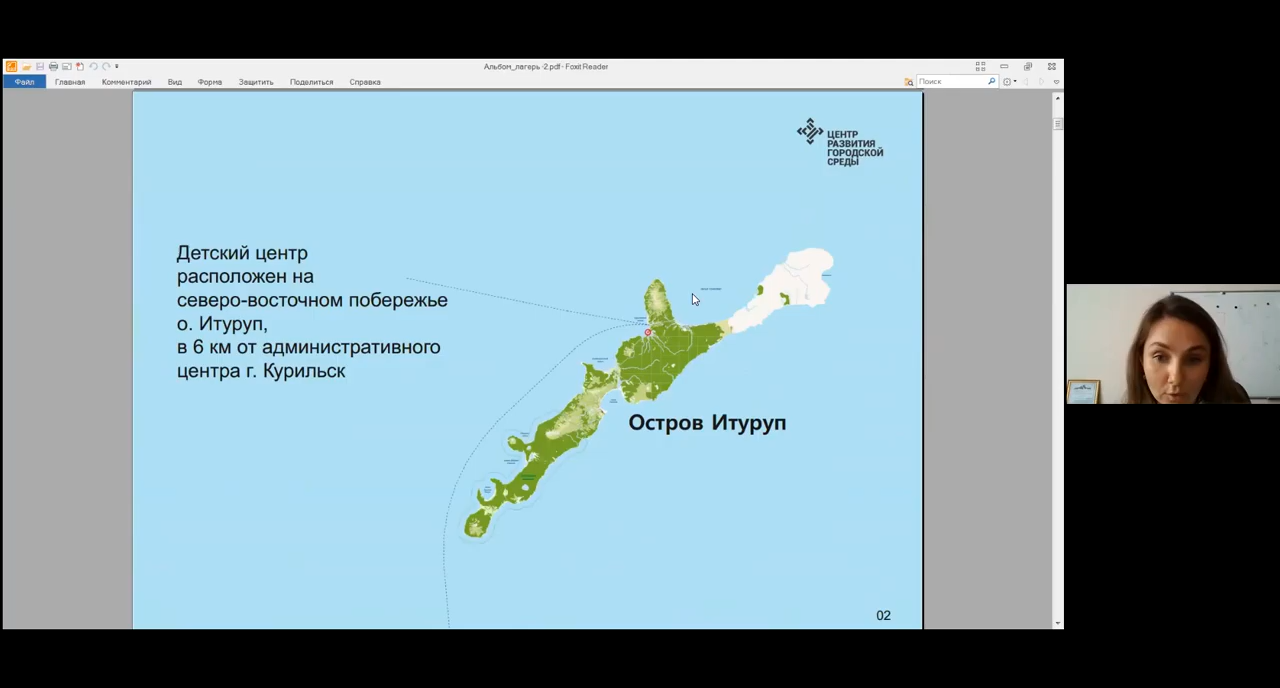 Альбом_лагерь -2.pdf - Foxit Reader
Файл Главная Комментарий Вид Форма Защитить Поделиться Справка
Поиск
ЦЕНТР
РАЗВИТИЯ
ГОРОДСКОЙ
СРЕДЫ
Детский центр
расположен на
северо-восточном побережье
о. Итуруп,
в 6 км от административного
центра г. Курильск
Остров Итуруп
02